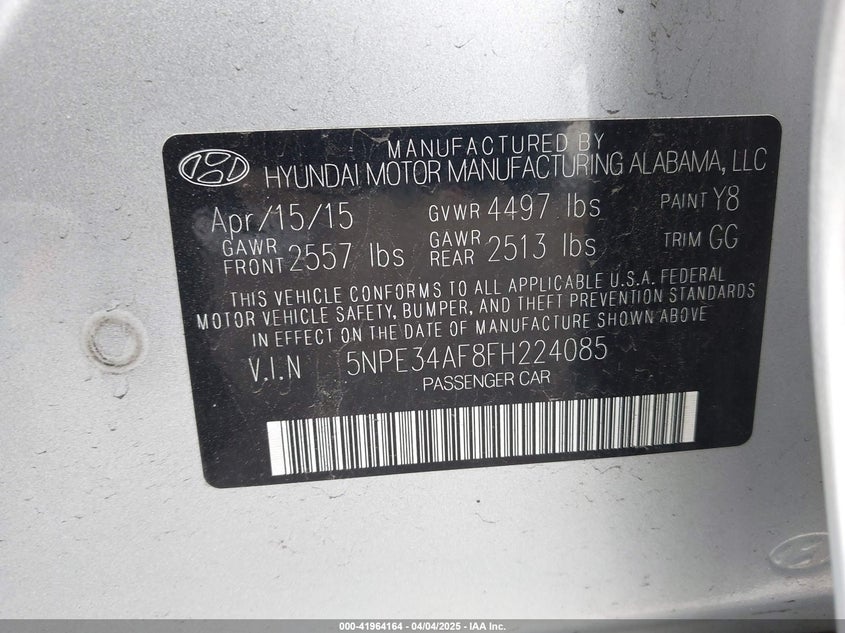 MANUFACTURED BY
HYUNDAI MOTOR MANUFACTURING ALABAMA, LLC
Apr/15/15 GVWR 4497 lbs PAINT Y8
GAWR FRONT 2557 lbs GAWR REAR 2513 lbs TRIM GG
THIS VEHICLE CONFORMS TO ALL APPLICABLE U.S.A. FEDERAL
MOTOR VEHICLE SAFETY, BUMPER, AND THEFT PREVENTION STANDARDS
IN EFFECT ON THE DATE OF MANUFACTURE SHOWN ABOVE
V.I.N 5NPE34AF8FH224085
PASSENGER CAR
000-41964164 - 04/04/2025 - IAA Inc.